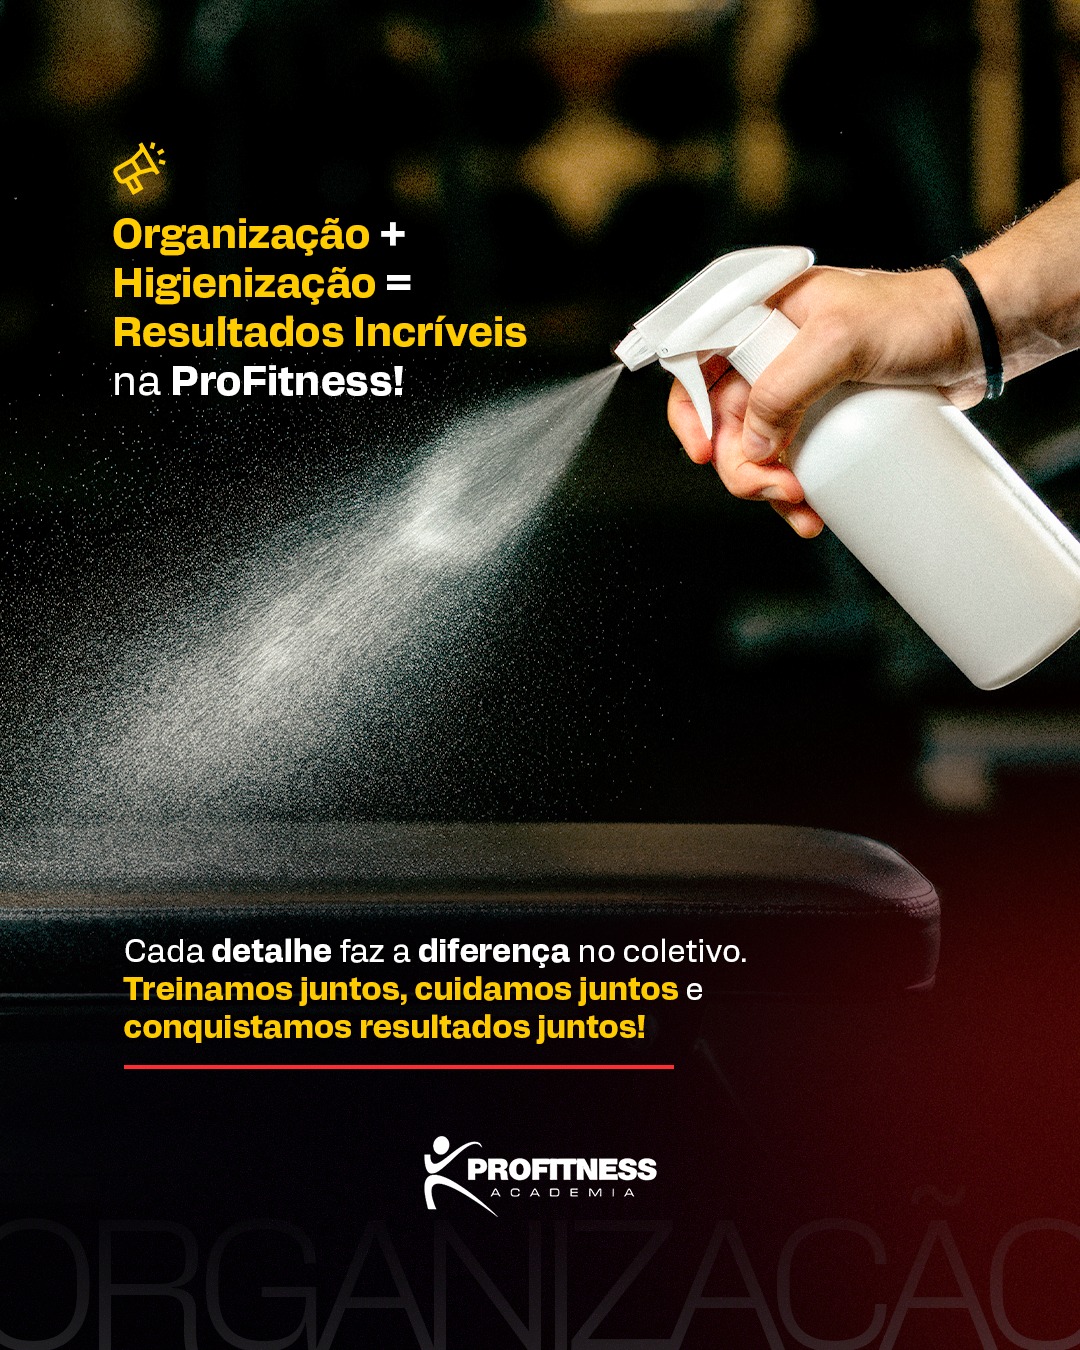 Organização +
Higienização =
Resultados Incríveis
na ProFitness!
Cada detalhe faz a diferença no coletivo.
Treinamos juntos, cuidamos juntos e
conquistamos resultados juntos!
PROFITNESS
ACADEMIA
ORGANIZAÇÃO